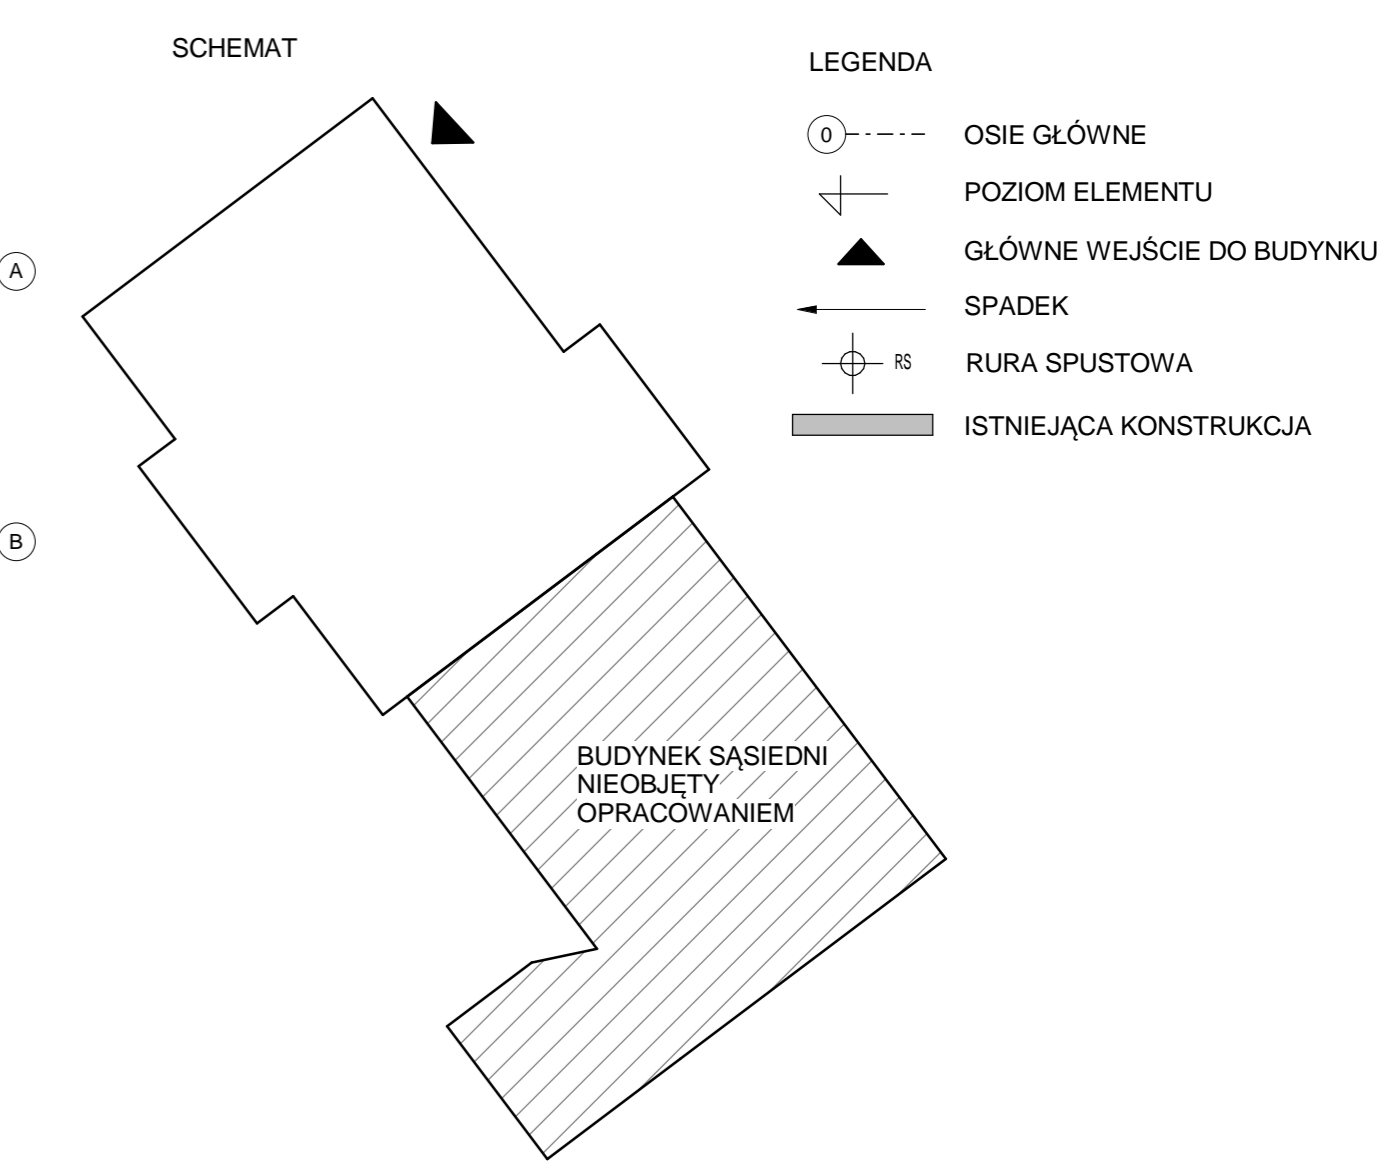 SCHEMAT
A
B
BUDYNEK SĄSIEDNI
NIEOBJĘTY
OPRACOWANIEM
LEGENDA
0 OSIE GŁÓWNE
POZIOM ELEMENTU
GŁÓWNE WEJŚCIE DO BUDYNKU
SPADEK
RS RURA SPUSTOWA
ISTNIEJĄCA KONSTRUKCJA